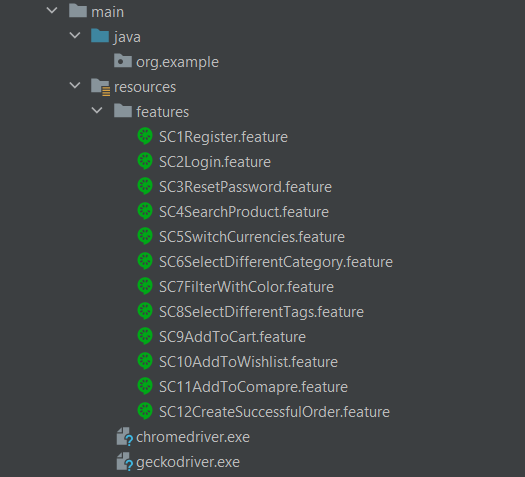 main
java
org.example
resources
features
SC1Register.feature
SC2Login.feature
SC3ResetPassword.feature
SC4SearchProduct.feature
SC5SwitchCurrencies.feature
SC6SelectDifferentCategory.feature
SC7FilterWithColor.feature
SC8SelectDifferentTags.feature
SC9AddToCart.feature
SC10AddToWishlist.feature
SC11AddToComapre.feature
SC12CreateSuccessfulOrder.feature
chromedriver.exe
geckodriver.exe